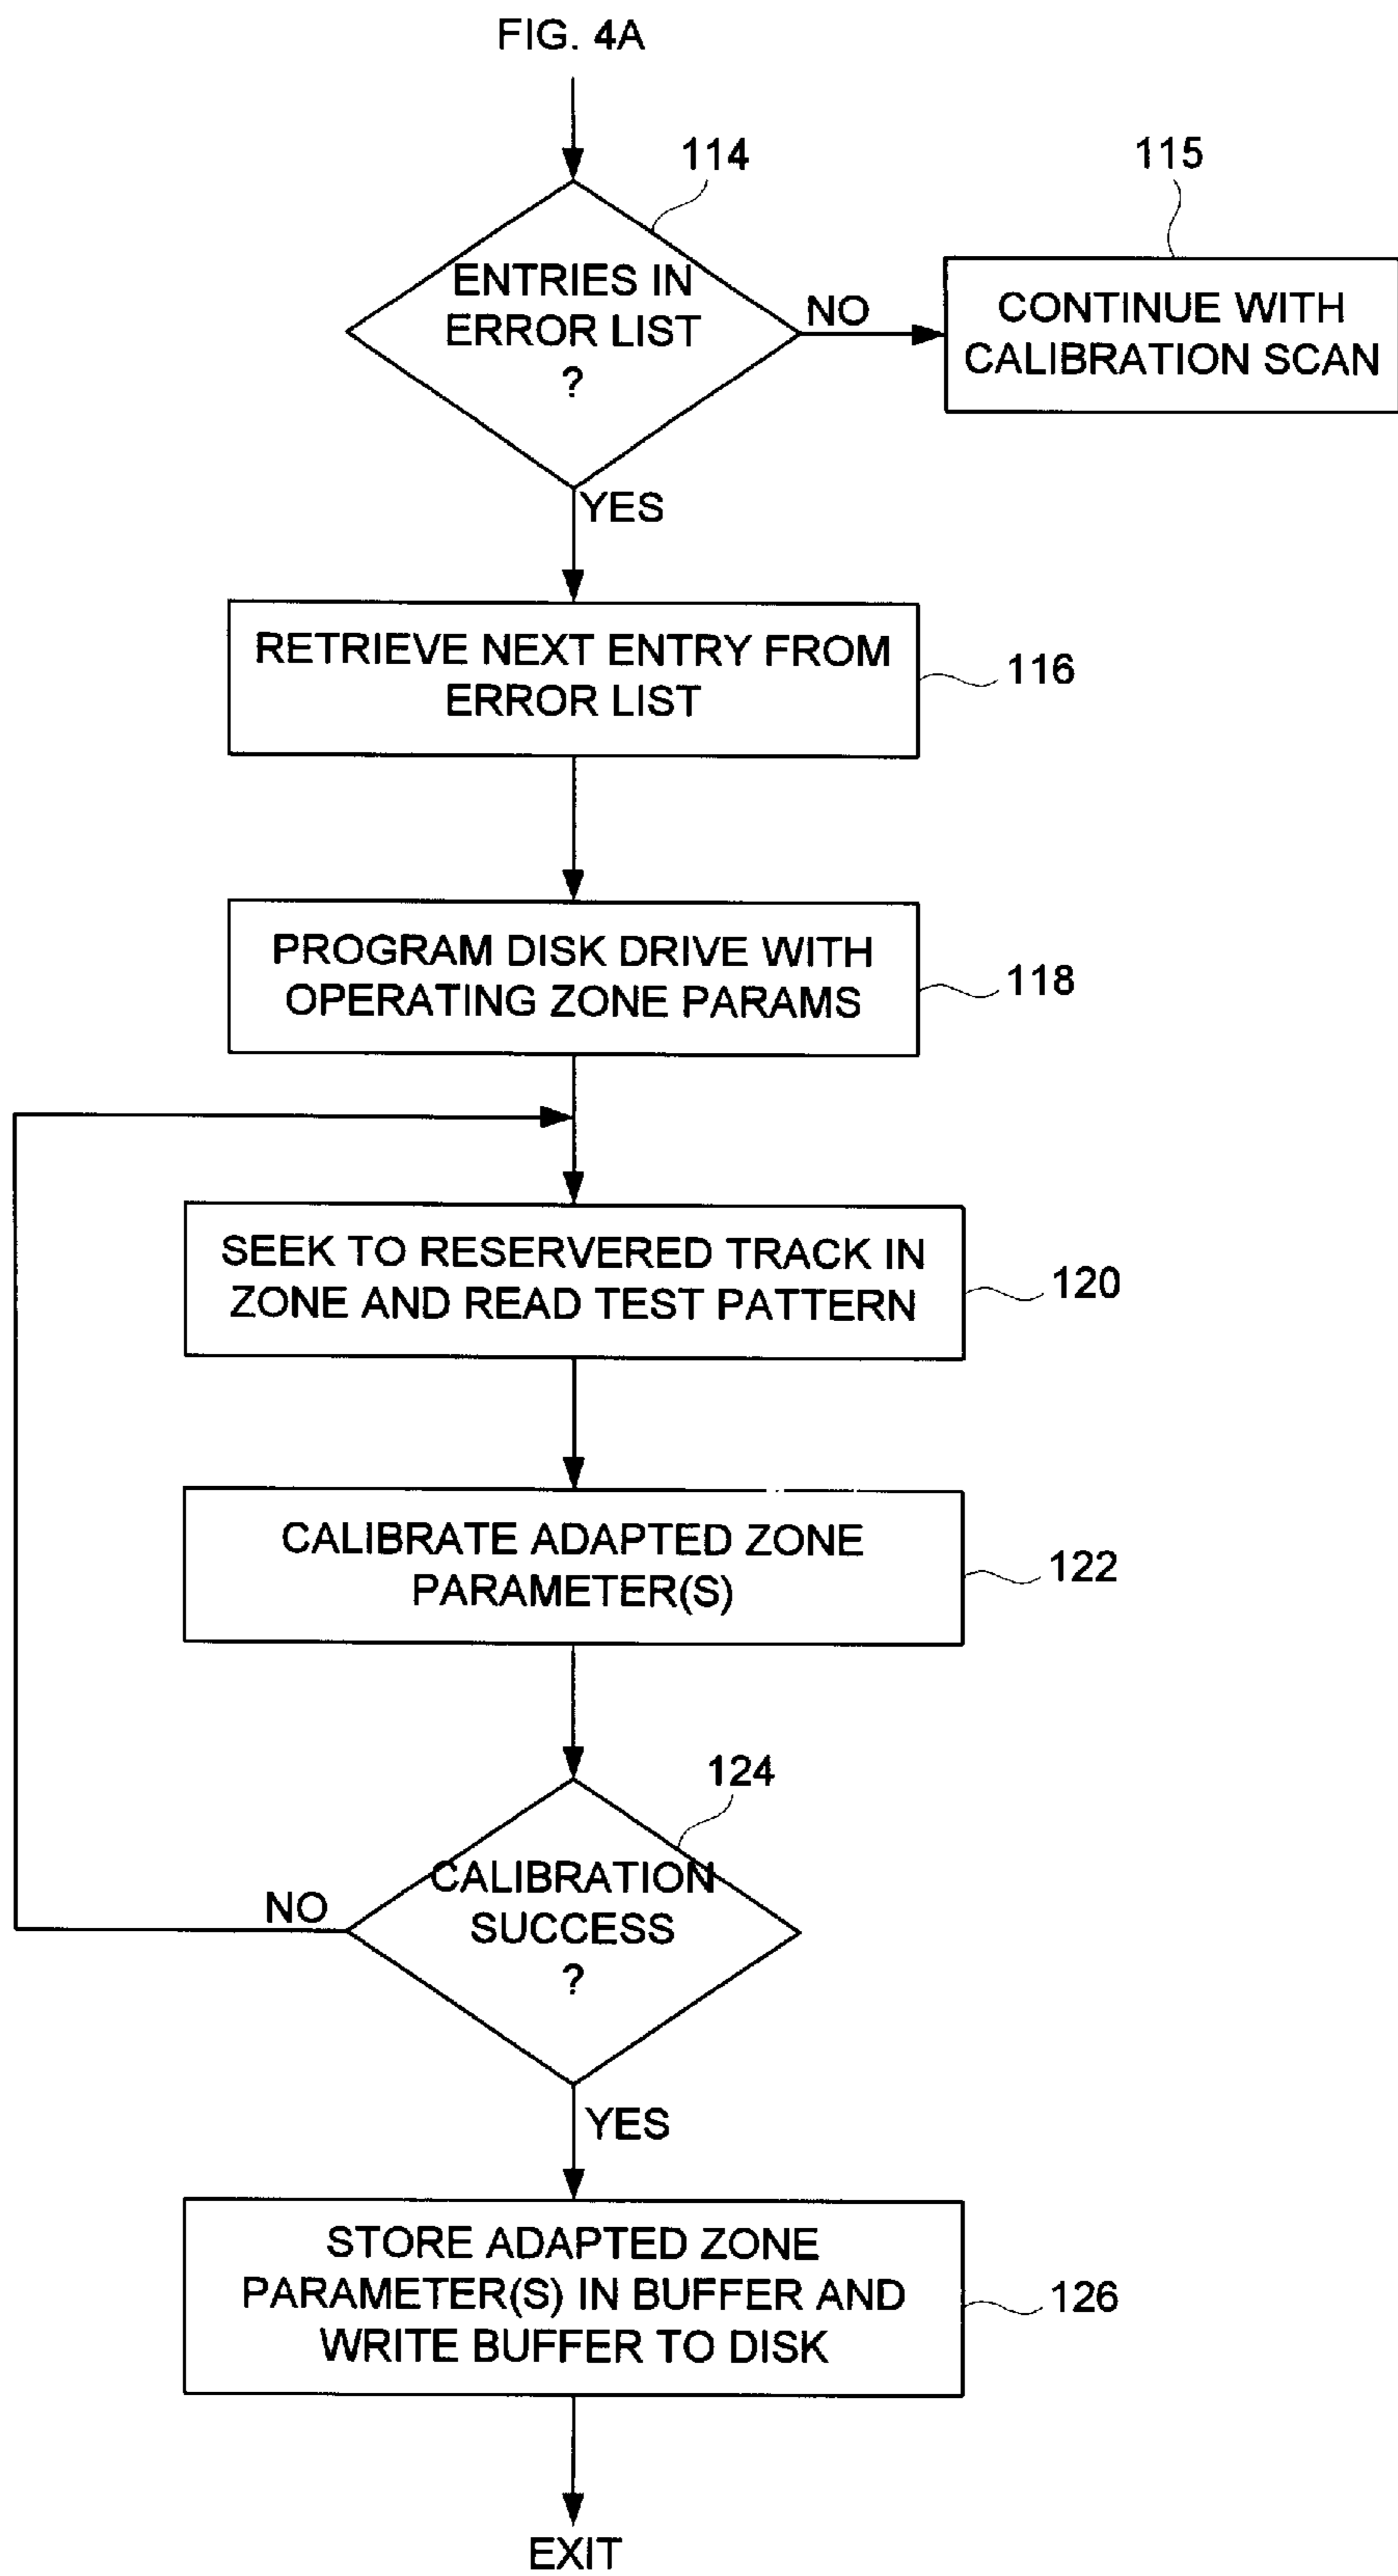 FIG. 4A
114
115
ENTRIES IN
ERROR LIST
?
NO
CONTINUE WITH
CALIBRATION SCAN
YES
RETRIEVE NEXT ENTRY FROM
ERROR LIST
116
PROGRAM DISK DRIVE WITH
OPERATING ZONE PARAMS
118
SEEK TO RESERVERED TRACK IN
ZONE AND READ TEST PATTERN
120
CALIBRATE ADAPTED ZONE
PARAMETER(S)
122
124
CALIBRATION
SUCCESS
?
NO
YES
STORE ADAPTED ZONE
PARAMETER(S) IN BUFFER AND
WRITE BUFFER TO DISK
126
EXIT